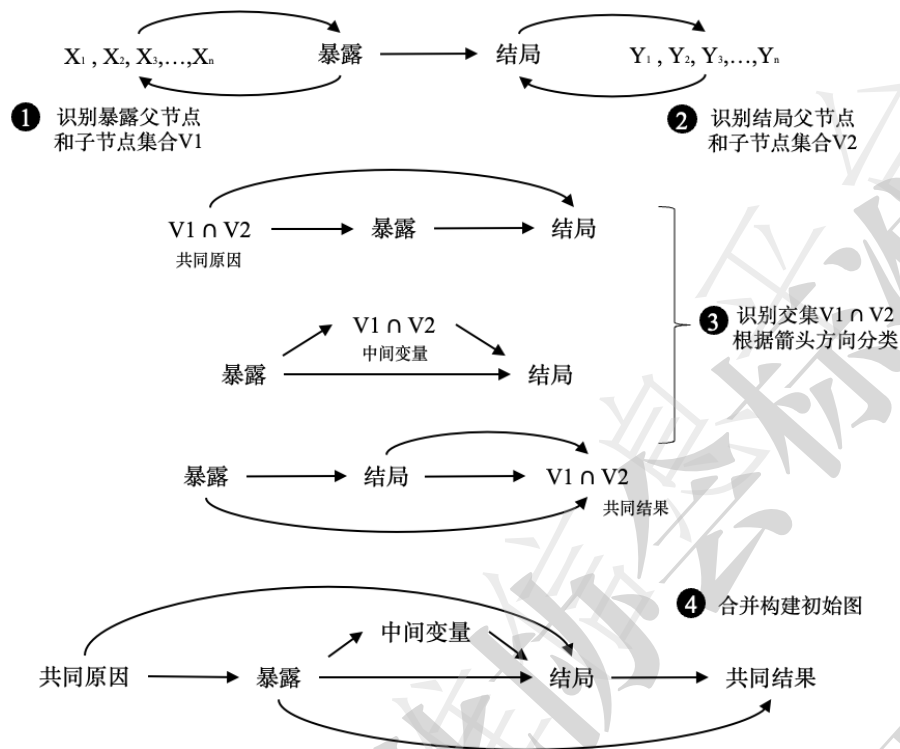 X₁ , X₂, X₃,…,Xₙ
暴露
结局
Y₁ , Y₂, Y₃,…,Yₙ
1 识别暴露父节点
和子节点集合V1
2 识别结局父节点
和子节点集合V2
V1 ∩ V2
共同原因
暴露
结局
V1 ∩ V2
中间变量
暴露
结局
3 识别交集V1 ∩ V2
根据箭头方向分类
暴露
结局
V1 ∩ V2
共同结果
4 合并构建初始图
中间变量
共同原因
暴露
结局
共同结果